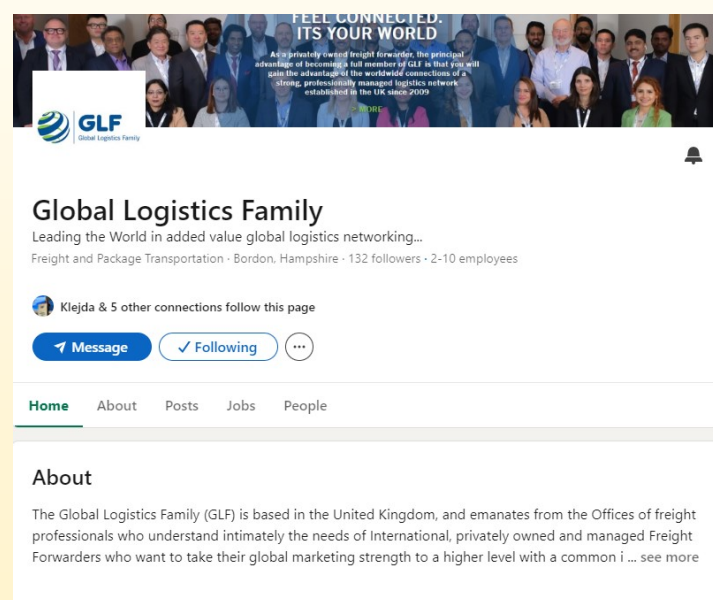 FEEL CONNECTED.
ITS YOUR WORLD
As a privately owned freight forwarder, the principal
advantage of becoming a full member of GLF is that you will
gain the advantage of the worldwide connections of a
strong, professionally managed logistics network
established in the UK since 2009
> MORE
GLF
Global Logistics Family
Global Logistics Family
Leading the World in added value global logistics networking...
Freight and Package Transportation · Bordon, Hampshire · 132 followers · 2-10 employees
Klejda & 5 other connections follow this page
Message Following
Home About Posts Jobs People
About
The Global Logistics Family (GLF) is based in the United Kingdom, and emanates from the Offices of freight
professionals who understand intimately the needs of International, privately owned and managed Freight
Forwarders who want to take their global marketing strength to a higher level with a common i ... see more